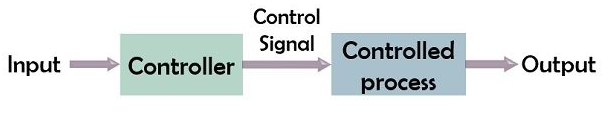 Input
Controller
Control
Signal
Controlled
process
Output